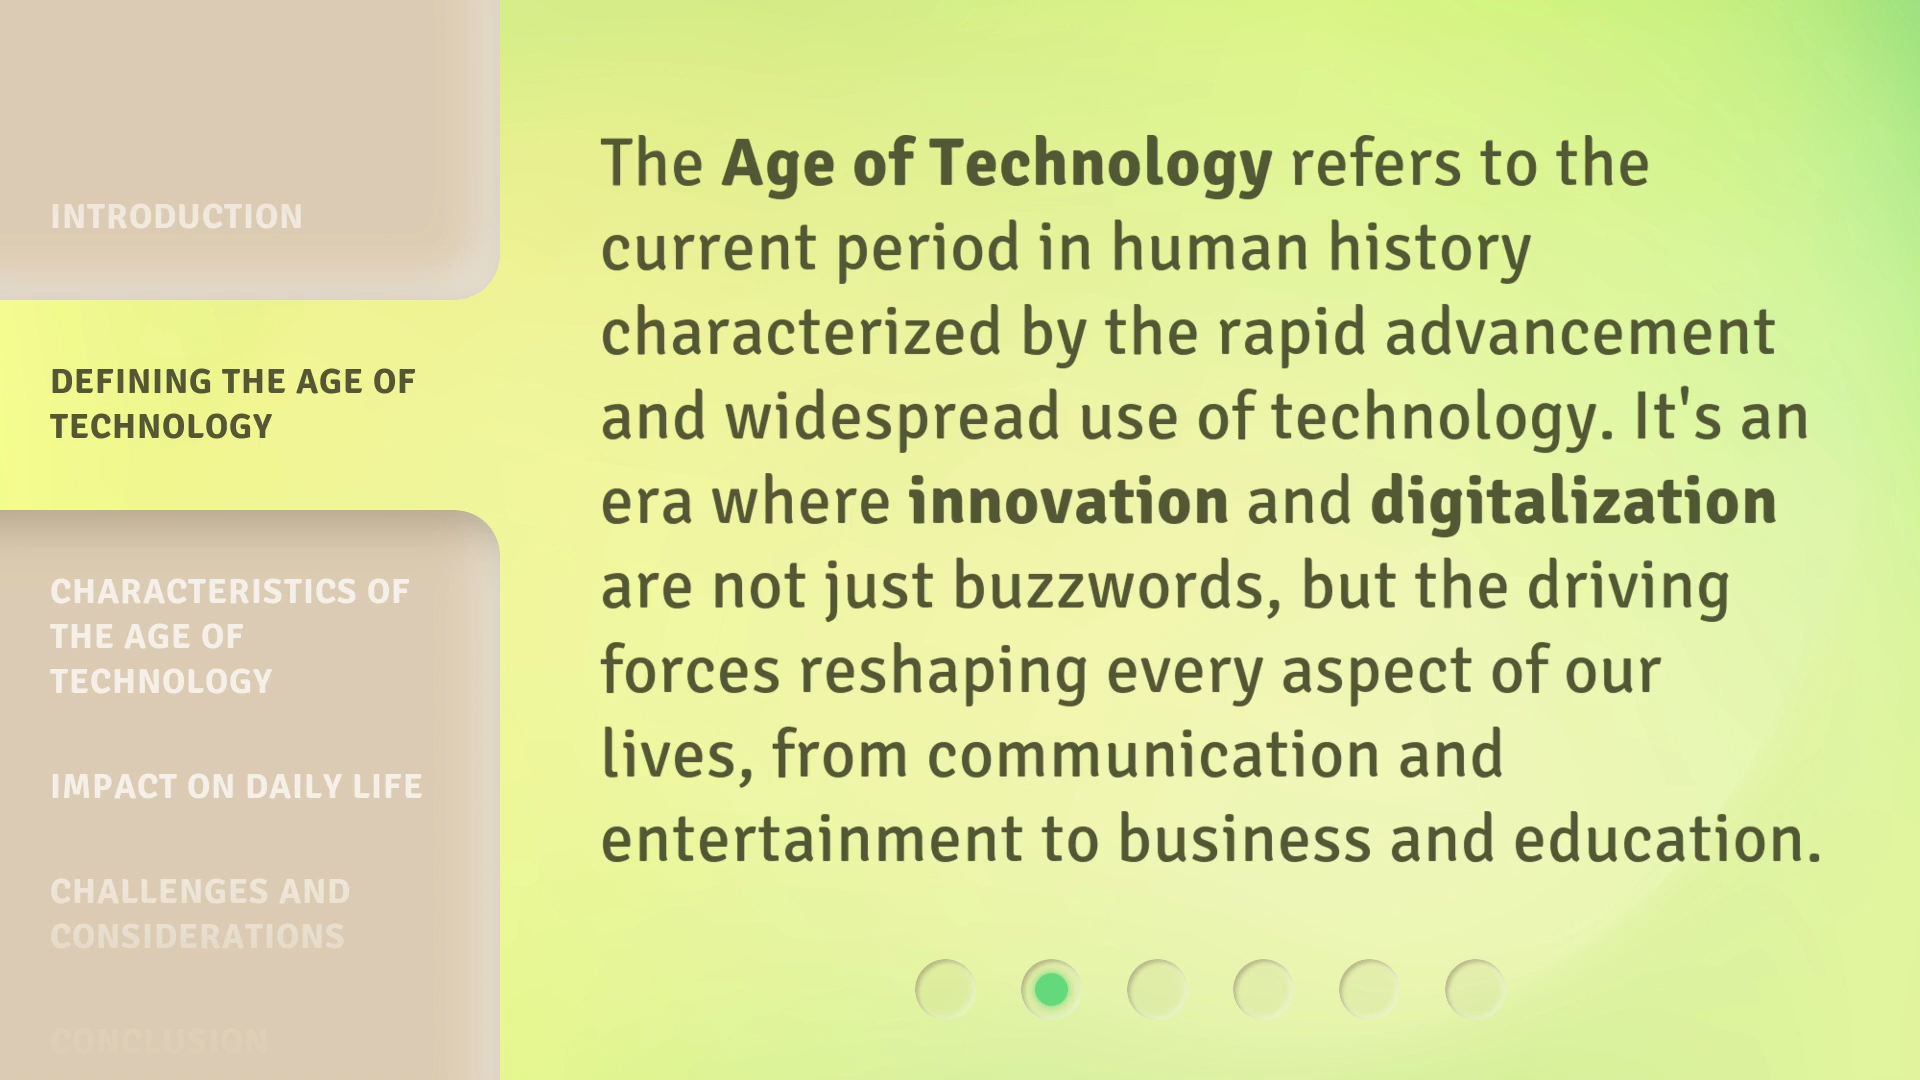 INTRODUCTION
DEFINING THE AGE OF
TECHNOLOGY
CHARACTERISTICS OF
THE AGE OF
TECHNOLOGY
IMPACT ON DAILY LIFE
CHALLENGES AND
CONSIDERATIONS
CONCLUSION
The Age of Technology refers to the
current period in human history
characterized by the rapid advancement
and widespread use of technology. It's an
era where innovation and digitalization
are not just buzzwords, but the driving
forces reshaping every aspect of our
lives, from communication and
entertainment to business and education.